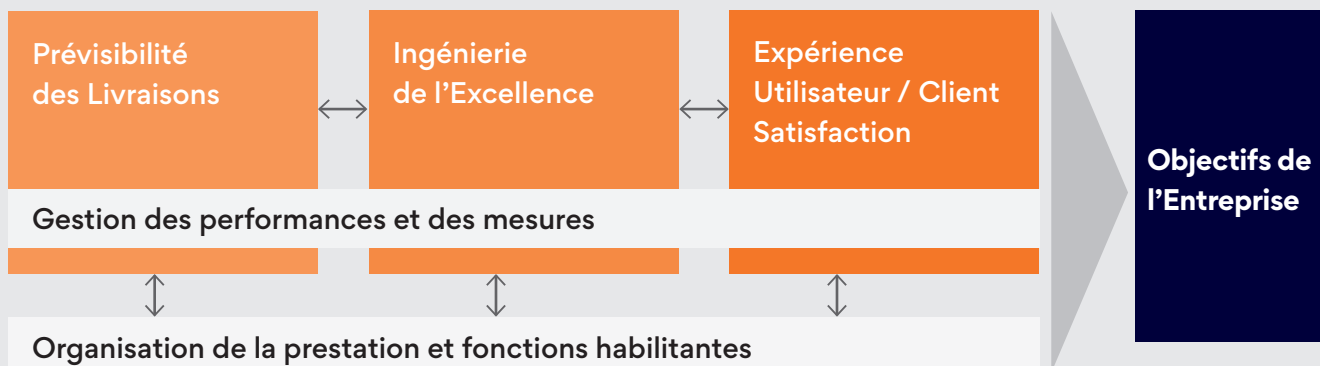 Prévisibilité
des Livraisons
Ingénierie
de l’Excellence
Expérience
Utilisateur / Client
Satisfaction
Gestion des performances et des mesures
Organisation de la prestation et fonctions habilitantes
Objectifs de
l’Entreprise